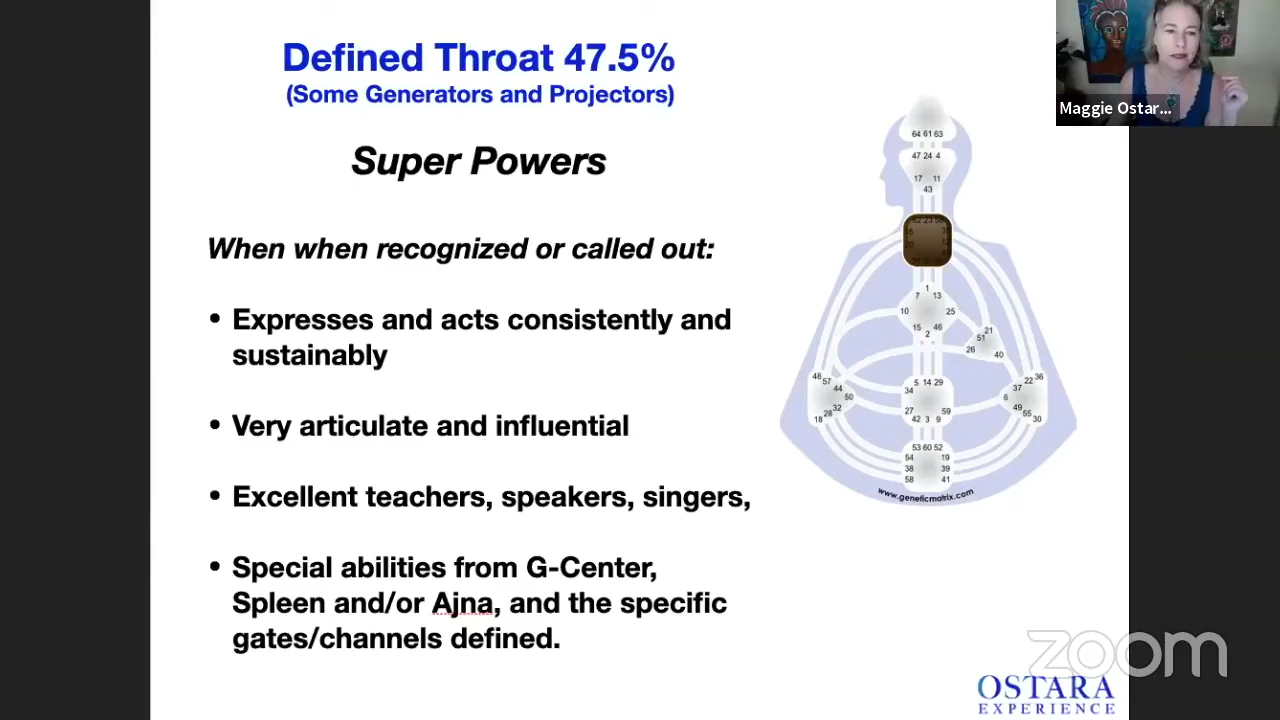 Defined Throat 47.5%
(Some Generators and Projectors)
Super Powers
When when recognized or called out:
• Expresses and acts consistently and
sustainably
• Very articulate and influential
• Excellent teachers, speakers, singers,
• Special abilities from G-Center,
Spleen and/or Ajna, and the specific
gates/channels defined.
Maggie Ostar...
64 61 63
47 24 4
17 11
43
1
7 13
10 25
15 46
2
21
51
26 40
48
57
44
50
32
28
18
5 14 29
34
27 59
42 3 9
36
22
37
6
49
55
30
53 60 52
54 19
38 39
58 41
www.geneticmatrix.com
zoom
OSTARA
EXPERIENCE